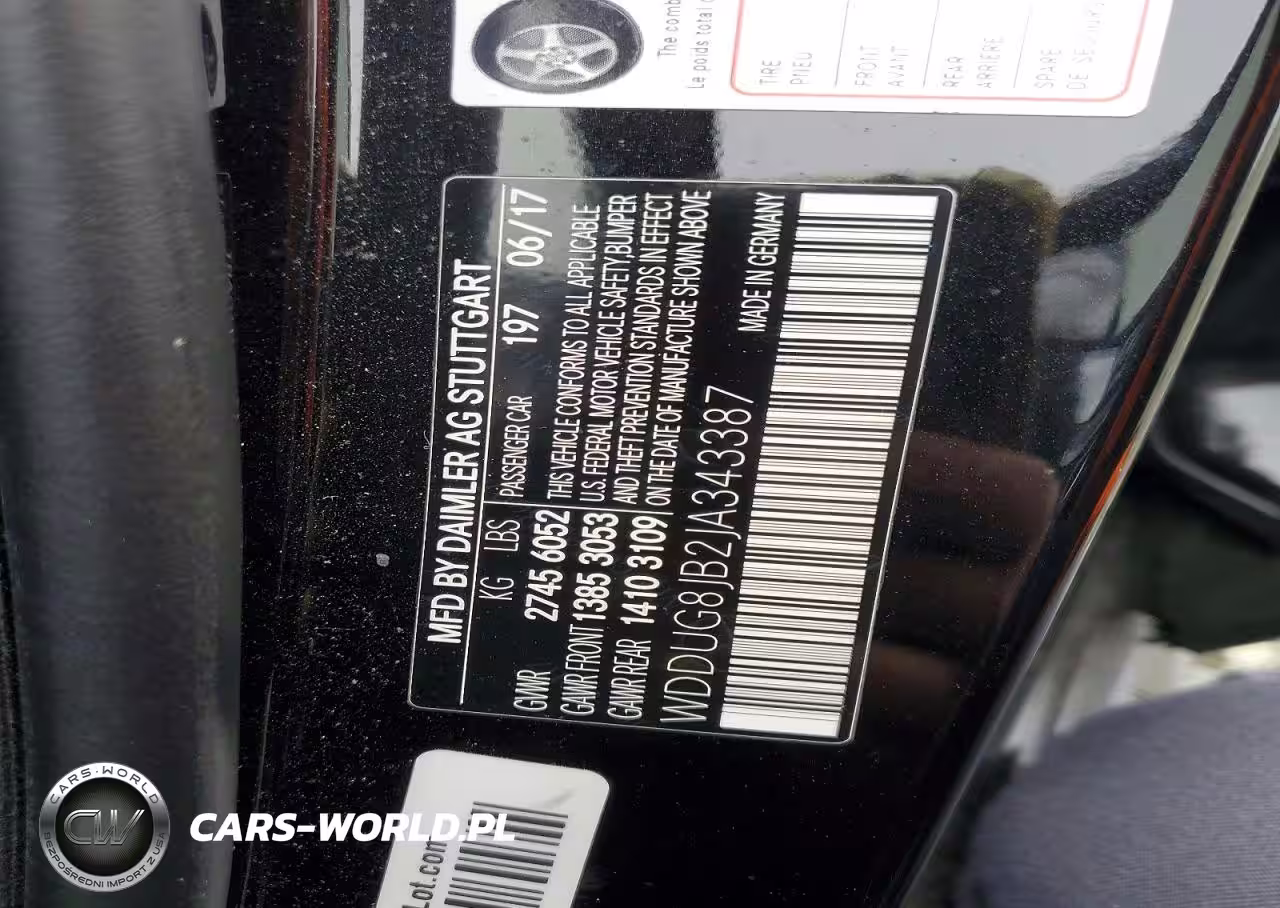 The comb
Le poids total
TIRE
PNEU
FRONT
AVANT
REAR
ARRIÈRE
SPARE
DE
MFD BY DAIMLER AG STUTTGART
KG LBS PASSENGER CAR 197 06/17
GVWR 2745 6052 THIS VEHICLE CONFORMS TO ALL APPLICABLE
GAWR FRONT 1385 3053 U.S. FEDERAL MOTOR VEHICLE SAFETY,BUMPER
GAWR REAR 1410 3109 AND THEFT PREVENTION STANDARDS IN EFFECT
ON THE DATE OF MANUFACTURE SHOWN ABOVE
WDDUG8JB2JA343387 MADE IN GERMANY
Lot.com
CARS-WORLD
CW
BEZPOŚREDNI IMPORT Z USA
CARS-WORLD.PL